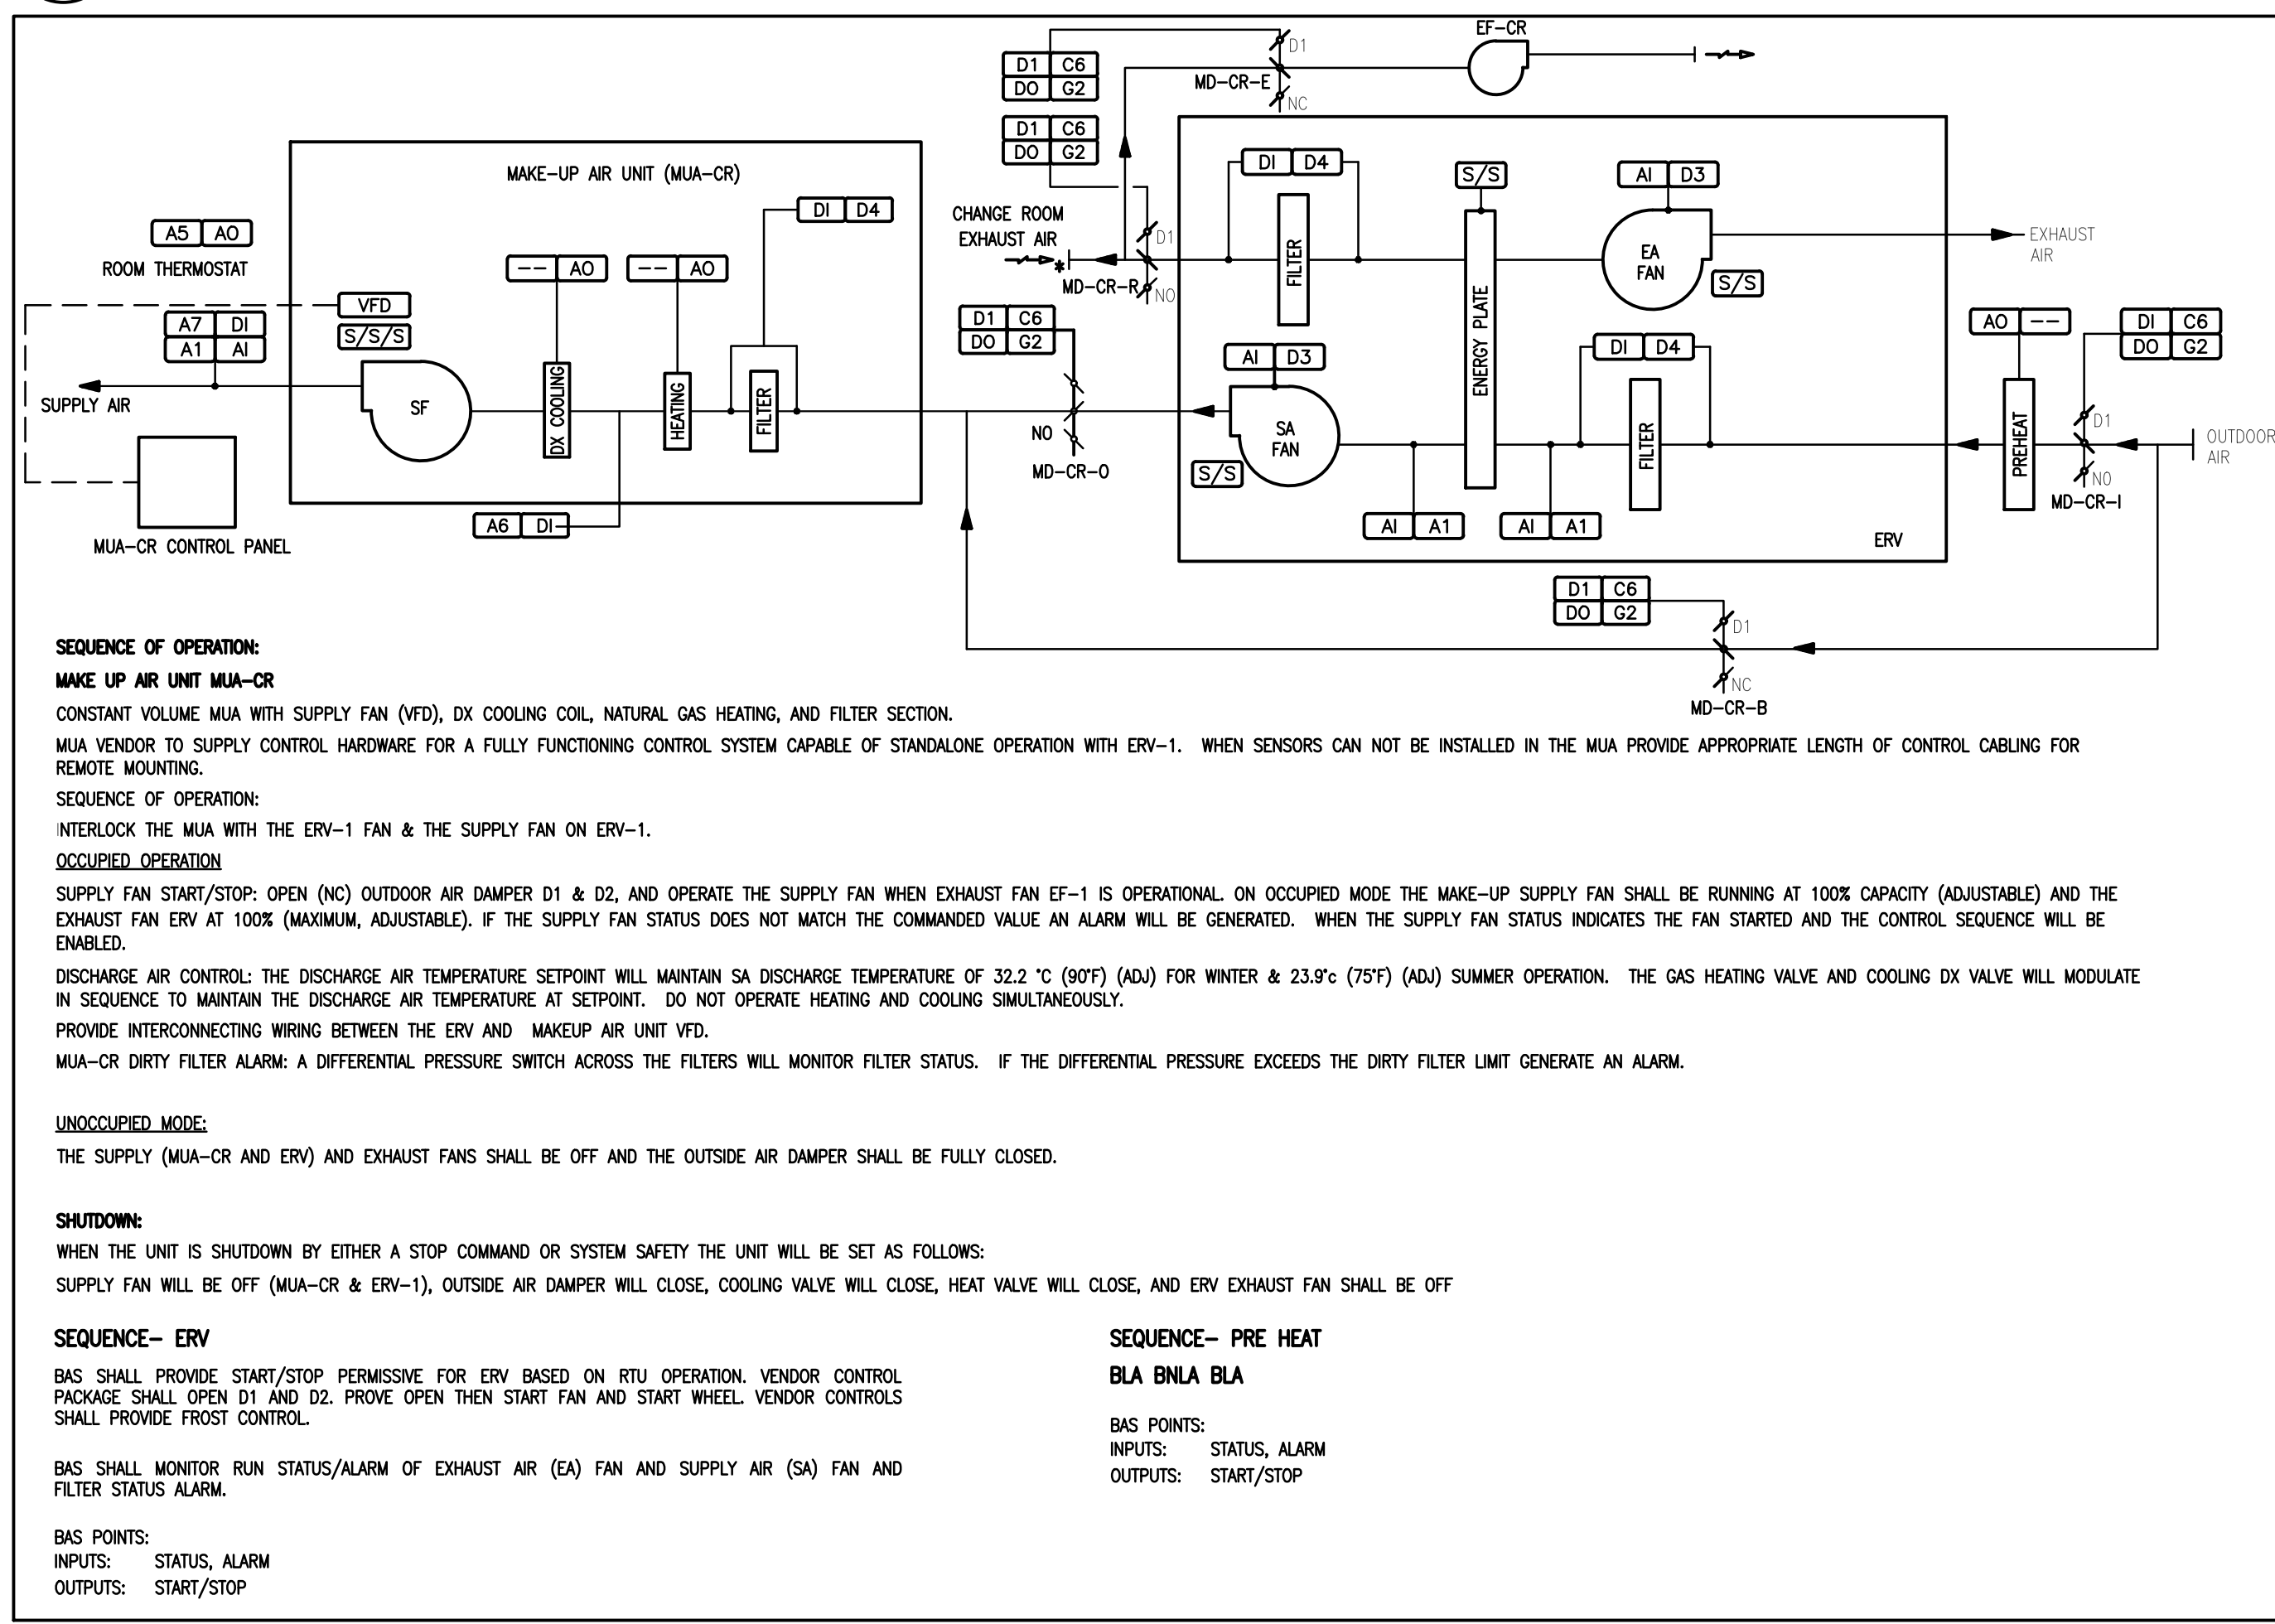 EF-CR
D1
D1 C6
DO G2
MD-CR-E
NC
D1 C6
DO G2
MAKE-UP AIR UNIT (MUA-CR)
DI D4
S/S
AI D3
DI D4
CHANGE ROOM
EXHAUST AIR
*
D1
MD-CR-R
NO
FILTER
EA
FAN
S/S
EXHAUST
AIR
A5 AO
ROOM THERMOSTAT
-- AO
-- AO
VFD
S/S/S
A7 DI
A1 AI
SUPPLY AIR
SF
DX COOLING
HEATING
FILTER
D1 C6
DO G2
NO
MD-CR-O
AI D3
SA
FAN
S/S
ENERGY PLATE
DI D4
FILTER
AO --
PREHEAT
DI C6
DO G2
D1
NO
MD-CR-I
OUTDOOR
AIR
MUA-CR CONTROL PANEL
A6 DI
AI A1
AI A1
ERV
D1 C6
DO G2
D1
NC
MD-CR-B
SEQUENCE OF OPERATION:
MAKE UP AIR UNIT MUA-CR
CONSTANT VOLUME MUA WITH SUPPLY FAN (VFD), DX COOLING COIL, NATURAL GAS HEATING, AND FILTER SECTION.
MUA VENDOR TO SUPPLY CONTROL HARDWARE FOR A FULLY FUNCTIONING CONTROL SYSTEM CAPABLE OF STANDALONE OPERATION WITH ERV-1. WHEN SENSORS CAN NOT BE INSTALLED IN THE MUA PROVIDE APPROPRIATE LENGTH OF CONTROL CABLING FOR
REMOTE MOUNTING.
SEQUENCE OF OPERATION:
INTERLOCK THE MUA WITH THE ERV-1 FAN & THE SUPPLY FAN ON ERV-1.
OCCUPIED OPERATION
SUPPLY FAN START/STOP: OPEN (NC) OUTDOOR AIR DAMPER D1 & D2, AND OPERATE THE SUPPLY FAN WHEN EXHAUST FAN EF-1 IS OPERATIONAL. ON OCCUPIED MODE THE MAKE-UP SUPPLY FAN SHALL BE RUNNING AT 100% CAPACITY (ADJUSTABLE) AND THE
EXHAUST FAN ERV AT 100% (MAXIMUM, ADJUSTABLE). IF THE SUPPLY FAN STATUS DOES NOT MATCH THE COMMANDED VALUE AN ALARM WILL BE GENERATED. WHEN THE SUPPLY FAN STATUS INDICATES THE FAN STARTED AND THE CONTROL SEQUENCE WILL BE
ENABLED.
DISCHARGE AIR CONTROL: THE DISCHARGE AIR TEMPERATURE SETPOINT WILL MAINTAIN SA DISCHARGE TEMPERATURE OF 32.2 °C (90°F) (ADJ) FOR WINTER & 23.9°c (75°F) (ADJ) SUMMER OPERATION. THE GAS HEATING VALVE AND COOLING DX VALVE WILL MODULATE
IN SEQUENCE TO MAINTAIN THE DISCHARGE AIR TEMPERATURE AT SETPOINT. DO NOT OPERATE HEATING AND COOLING SIMULTANEOUSLY.
PROVIDE INTERCONNECTING WIRING BETWEEN THE ERV AND MAKEUP AIR UNIT VFD.
MUA-CR DIRTY FILTER ALARM: A DIFFERENTIAL PRESSURE SWITCH ACROSS THE FILTERS WILL MONITOR FILTER STATUS. IF THE DIFFERENTIAL PRESSURE EXCEEDS THE DIRTY FILTER LIMIT GENERATE AN ALARM.
UNOCCUPIED MODE:
THE SUPPLY (MUA-CR AND ERV) AND EXHAUST FANS SHALL BE OFF AND THE OUTSIDE AIR DAMPER SHALL BE FULLY CLOSED.
SHUTDOWN:
WHEN THE UNIT IS SHUTDOWN BY EITHER A STOP COMMAND OR SYSTEM SAFETY THE UNIT WILL BE SET AS FOLLOWS:
SUPPLY FAN WILL BE OFF (MUA-CR & ERV-1), OUTSIDE AIR DAMPER WILL CLOSE, COOLING VALVE WILL CLOSE, HEAT VALVE WILL CLOSE, AND ERV EXHAUST FAN SHALL BE OFF
SEQUENCE- ERV
BAS SHALL PROVIDE START/STOP PERMISSIVE FOR ERV BASED ON RTU OPERATION. VENDOR CONTROL
PACKAGE SHALL OPEN D1 AND D2. PROVE OPEN THEN START FAN AND START WHEEL. VENDOR CONTROLS
SHALL PROVIDE FROST CONTROL.
BAS SHALL MONITOR RUN STATUS/ALARM OF EXHAUST AIR (EA) FAN AND SUPPLY AIR (SA) FAN AND
FILTER STATUS ALARM.
BAS POINTS:
INPUTS: STATUS, ALARM
OUTPUTS: START/STOP
SEQUENCE- PRE HEAT
BLA BNLA BLA
BAS POINTS:
INPUTS: STATUS, ALARM
OUTPUTS: START/STOP